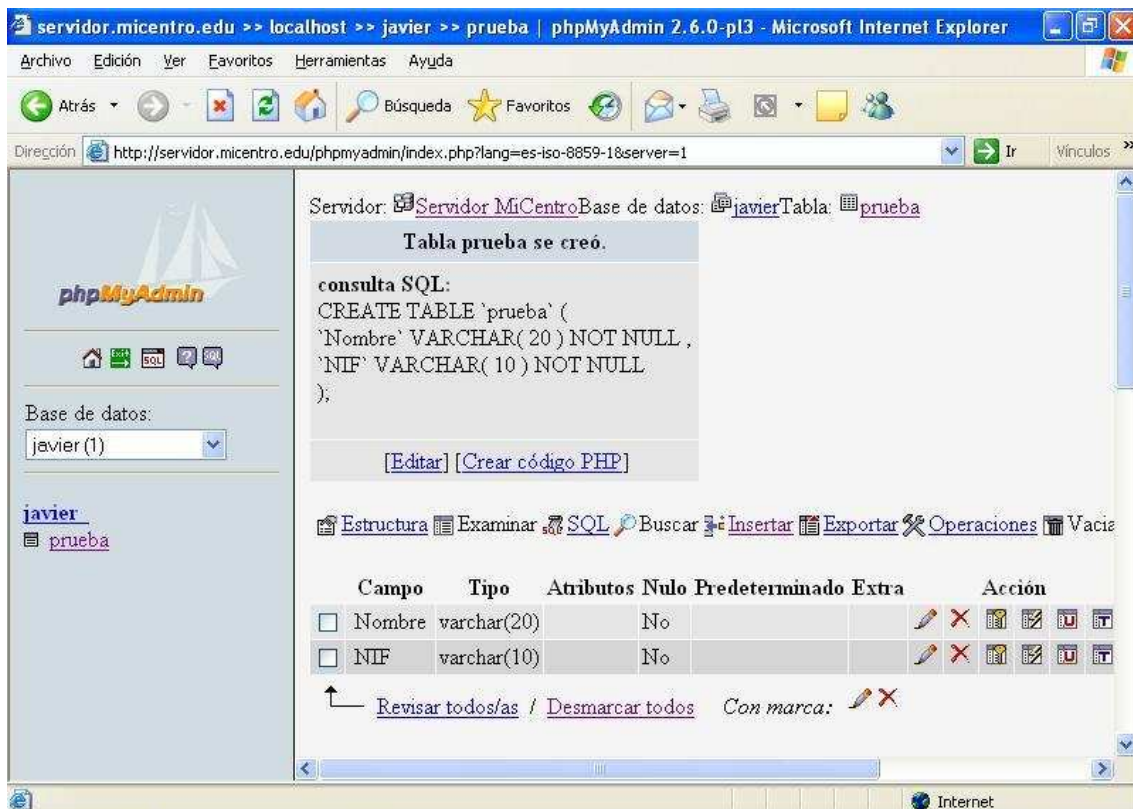 servidor.micentro.edu >> localhost >> javier >> prueba | phpMyAdmin 2.6.0-pl3 - Microsoft Internet Explorer
Archivo Edición Ver Favoritos Herramientas Ayuda
Atrás Búsqueda Favoritos
Dirección http://servidor.micentro.edu/phpmyadmin/index.php?lang=es-iso-8859-1&server=1 Ir Vínculos »
phpMyAdmin
Exit SQL ? SQL
Base de datos:
javier (1)
javier
prueba
Servidor: Servidor MiCentroBase de datos: javierTabla: prueba
Tabla prueba se creó.
consulta SQL:
CREATE TABLE `prueba` (
`Nombre` VARCHAR( 20 ) NOT NULL ,
`NIF` VARCHAR( 10 ) NOT NULL
);
[Editar] [Crear código PHP]
Estructura Examinar SQL Buscar Insertar Exportar Operaciones Vacia
Campo Tipo Atributos Nulo Predeterminado Extra Acción
Nombre varchar(20) No U T
NIF varchar(10) No U T
Revisar todos/as / Desmarcar todos Con marca:
Internet